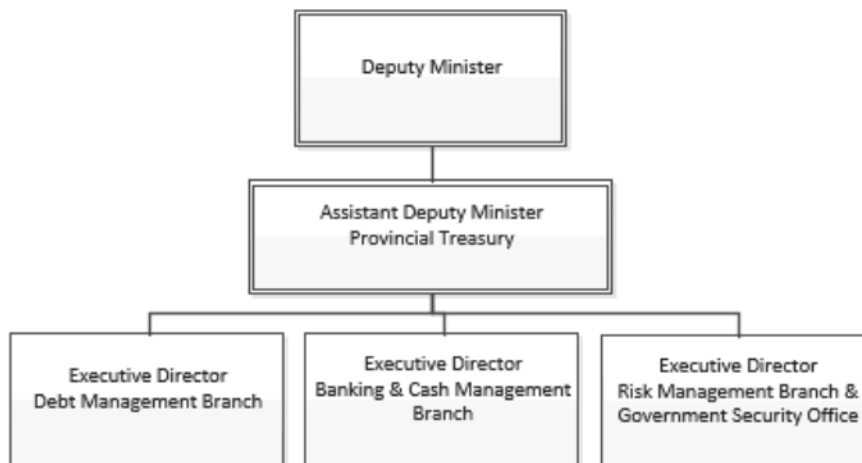 Deputy Minister
Assistant Deputy Minister
Provincial Treasury
Executive Director
Debt Management Branch
Executive Director
Banking & Cash Management
Branch
Executive Director
Risk Management Branch &
Government Security Office